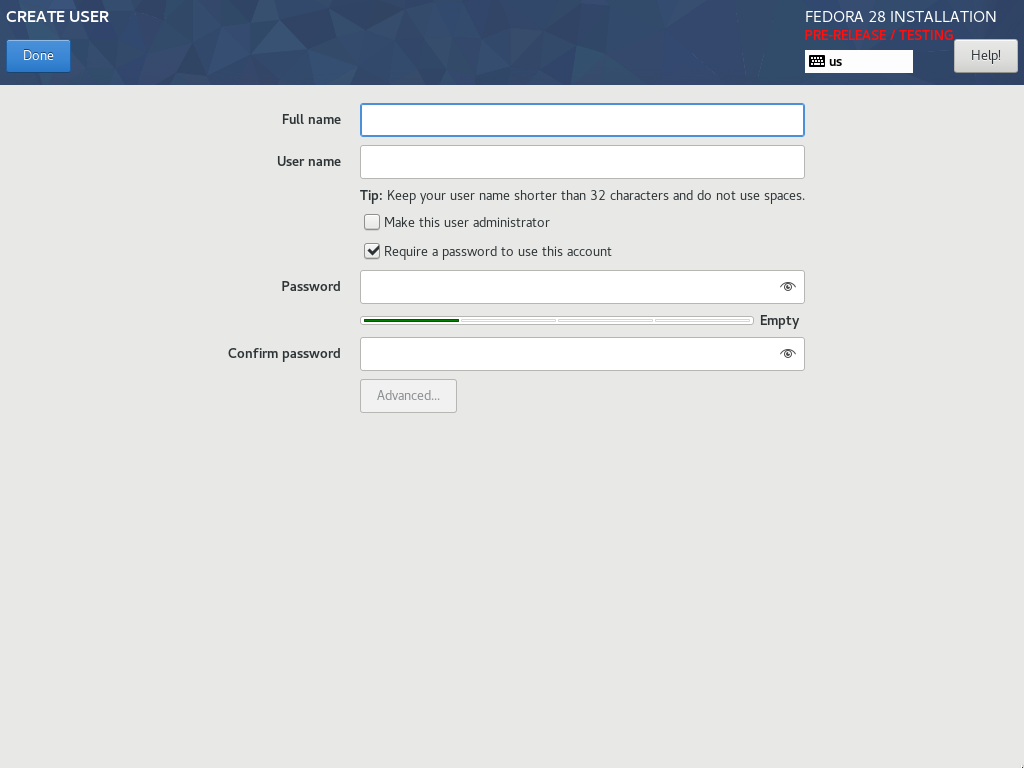 CREATE USER
FEDORA 28 INSTALLATION
PRE-RELEASE / TESTING
Done
us
Help!
Full name
User name
Tip: Keep your user name shorter than 32 characters and do not use spaces.
Make this user administrator
Require a password to use this account
Password
Empty
Confirm password
Advanced...